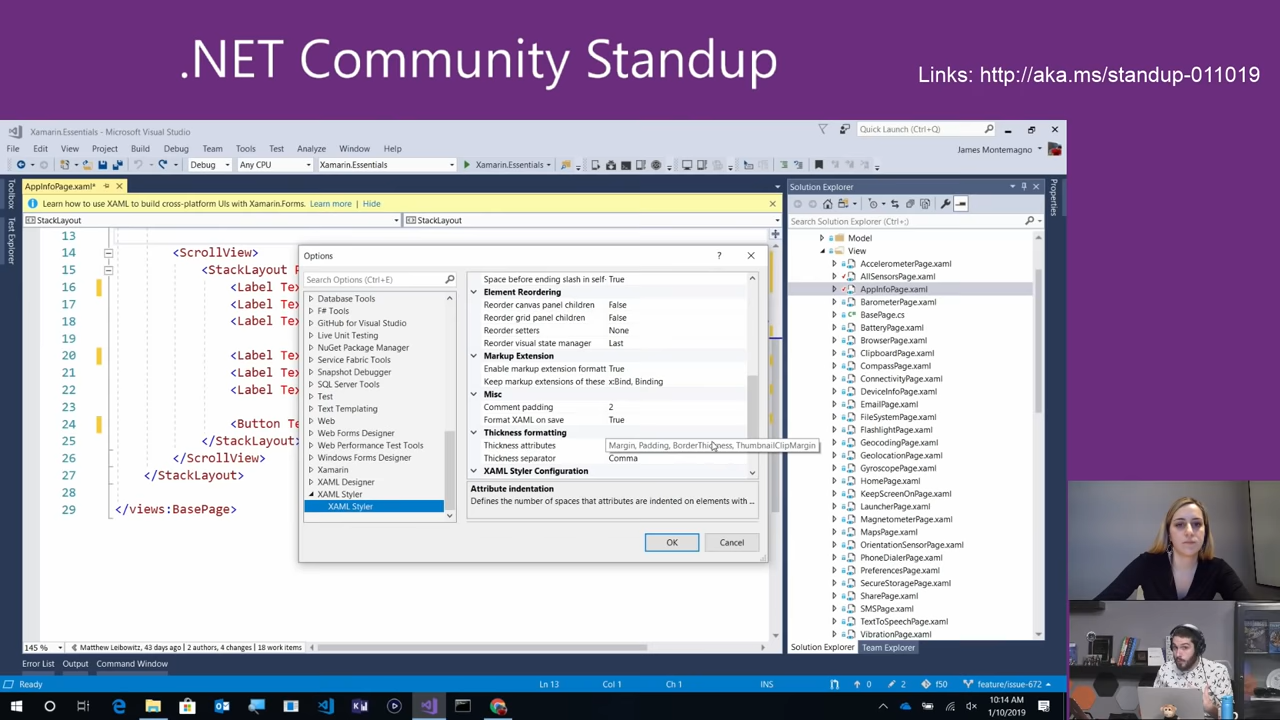 .NET Community Standup
Links: http://aka.ms/standup-011019
Xamarin.Essentials - Microsoft Visual Studio
Quick Launch (Ctrl+Q)
File Edit View Project Build Debug Team Tools Test Analyze Window Help
James Montemagno
Debug Any CPU Xamarin.Essentials Xamarin.Essentials
Toolbox
Test Explorer
AppInfoPage.xaml*
Learn how to use XAML to build cross-platform UIs with Xamarin.Forms. Learn more Hide
StackLayout StackLayout
13
14 <ScrollView>
15 <StackLayout P
16 <Label Tex
17 <Label Tex
18 <Label Tex
19
20 <Label Tex
21 <Label Tex
22 <Label Tex
23
24 <Button Te
25 </StackLayout>
26 </ScrollView>
27 </StackLayout>
28
29 </views:BasePage>
Options
Search Options (Ctrl+E)
Database Tools
F# Tools
GitHub for Visual Studio
Live Unit Testing
NuGet Package Manager
Service Fabric Tools
Snapshot Debugger
SQL Server Tools
Test
Text Templating
Web
Web Forms Designer
Web Performance Test Tools
Windows Forms Designer
Xamarin
XAML Designer
XAML Styler
XAML Styler
Space before ending slash in self- True
Element Reordering
Reorder canvas panel children False
Reorder grid panel children False
Reorder setters None
Reorder visual state manager Last
Markup Extension
Enable markup extension formatt True
Keep markup extensions of these x:Bind, Binding
Misc
Comment padding 2
Format XAML on save True
Thickness formatting
Thickness attributes Margin, Padding, BorderThickness, ThumbnailClipMargin
Thickness separator Comma
XAML Styler Configuration
Attribute indentation
Defines the number of spaces that attributes are indented on elements with ...
OK Cancel
Solution Explorer
Search Solution Explorer (Ctrl+;)
Model
View
AccelerometerPage.xaml
AllSensorsPage.xaml
AppInfoPage.xaml
BarometerPage.xaml
BasePage.cs
BatteryPage.xaml
BrowserPage.xaml
ClipboardPage.xaml
CompassPage.xaml
ConnectivityPage.xaml
DeviceInfoPage.xaml
EmailPage.xaml
FileSystemPage.xaml
FlashlightPage.xaml
GeocodingPage.xaml
GeolocationPage.xaml
GyroscopePage.xaml
HomePage.xaml
KeepScreenOnPage.xaml
LauncherPage.xaml
MagnetometerPage.xaml
MapsPage.xaml
OrientationSensorPage.xaml
PhoneDialerPage.xaml
PreferencesPage.xaml
SecureStoragePage.xaml
SharePage.xaml
SMSPage.xaml
TextToSpeechPage.xaml
VibrationPage.xaml
Solution Explorer Team Explorer
Properties
145 % Matthew Leibowitz, 43 days ago | 2 authors, 4 changes | 18 work items
Error List Output Command Window
Ready Ln 13 Col 1 Ch 1 INS 0 2 f50 feature/issue-672
10:14 AM
1/10/2019